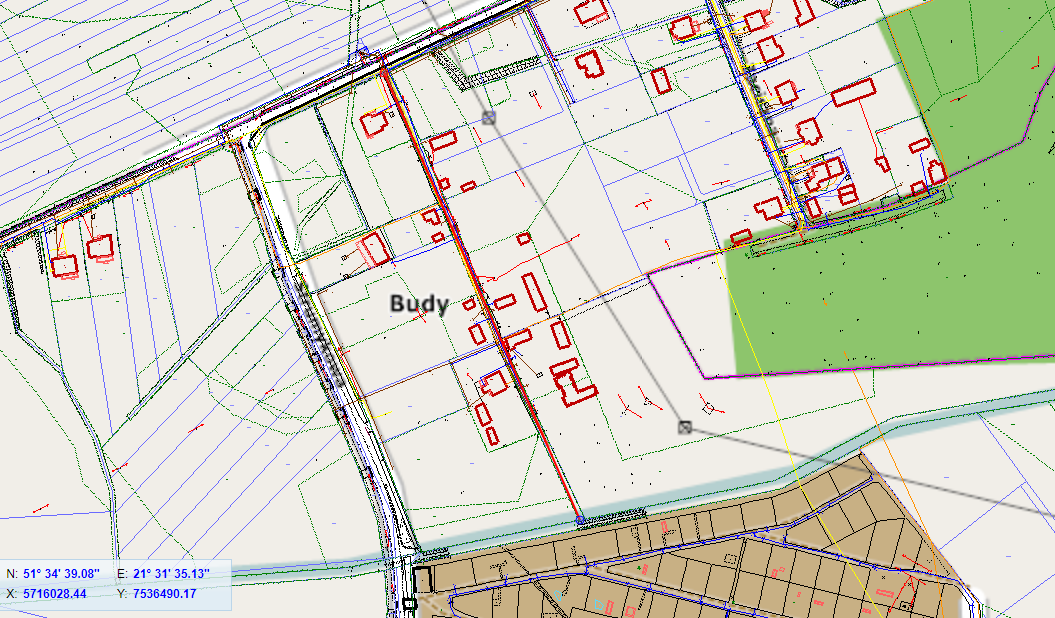 Budy
N: 51° 34' 39.08'' E: 21° 31' 35.13''
X: 5716028.44 Y: 7536490.17